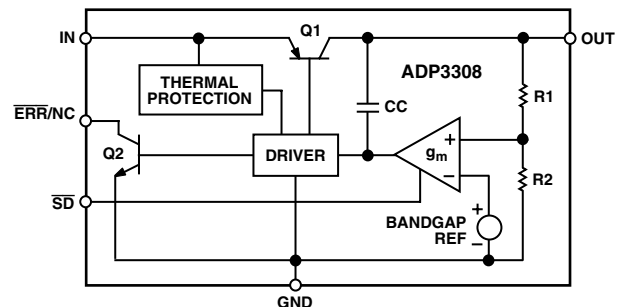 IN
Q1
OUT
THERMAL
PROTECTION
ADP3308
CC
R1
ERR/NC
Q2
DRIVER
gm
+
−
R2
SD
BANDGAP
REF
+
−
GND